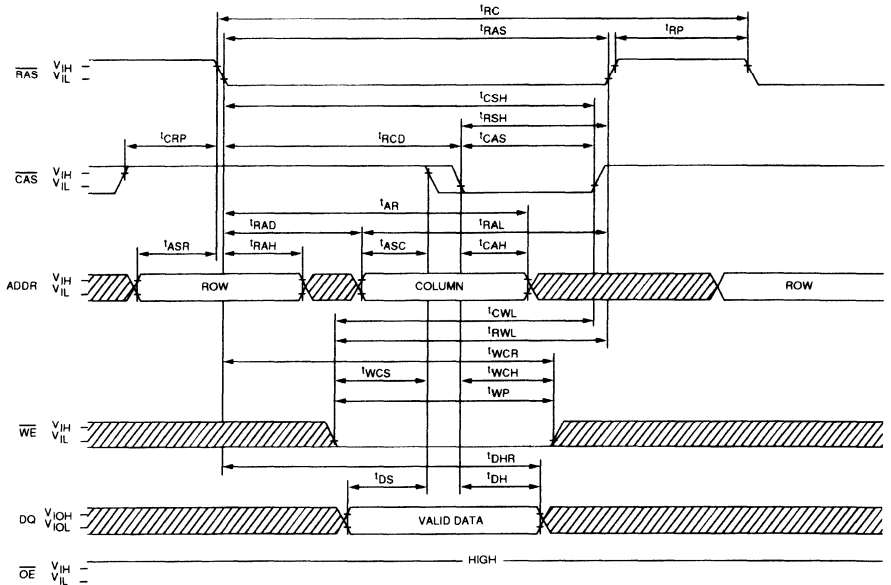 tRC
tRAS
tRP
RAS VIH
VIL
tCSH
tRSH
tCRP
tRCD
tCAS
CAS VIH
VIL
tAR
tRAD
tRAL
tASR
tRAH
tASC
tCAH
ADDR VIH
VIL
ROW
COLUMN
ROW
tCWL
tRWL
tWCR
tWCS
tWCH
tWP
WE VIH
VIL
tDHR
tDS
tDH
DQ VIOH
VIOL
VALID DATA
HIGH
OE VIH
VIL